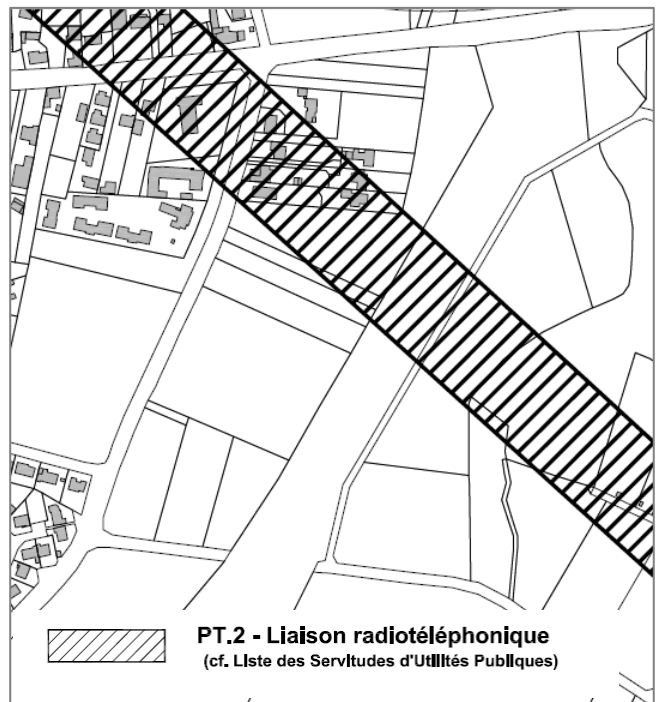 PT.2 - Liaison radiotéléphonique
(cf. Liste des Servitudes d'Utilités Publiques)